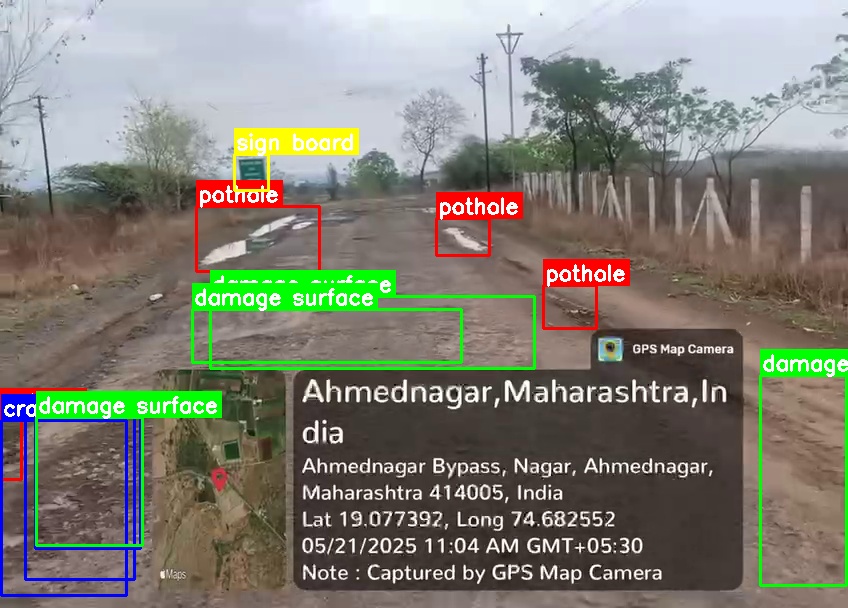 sign board
pothole
pothole
pothole
damage surface
damage surface
damage
cra
damage surface
GPS Map Camera
Ahmednagar,Maharashtra,In
dia
Ahmednagar Bypass, Nagar, Ahmednagar,
Maharashtra 414005, India
Lat 19.077392, Long 74.682552
05/21/2025 11:04 AM GMT+05:30
Note : Captured by GPS Map Camera
Maps